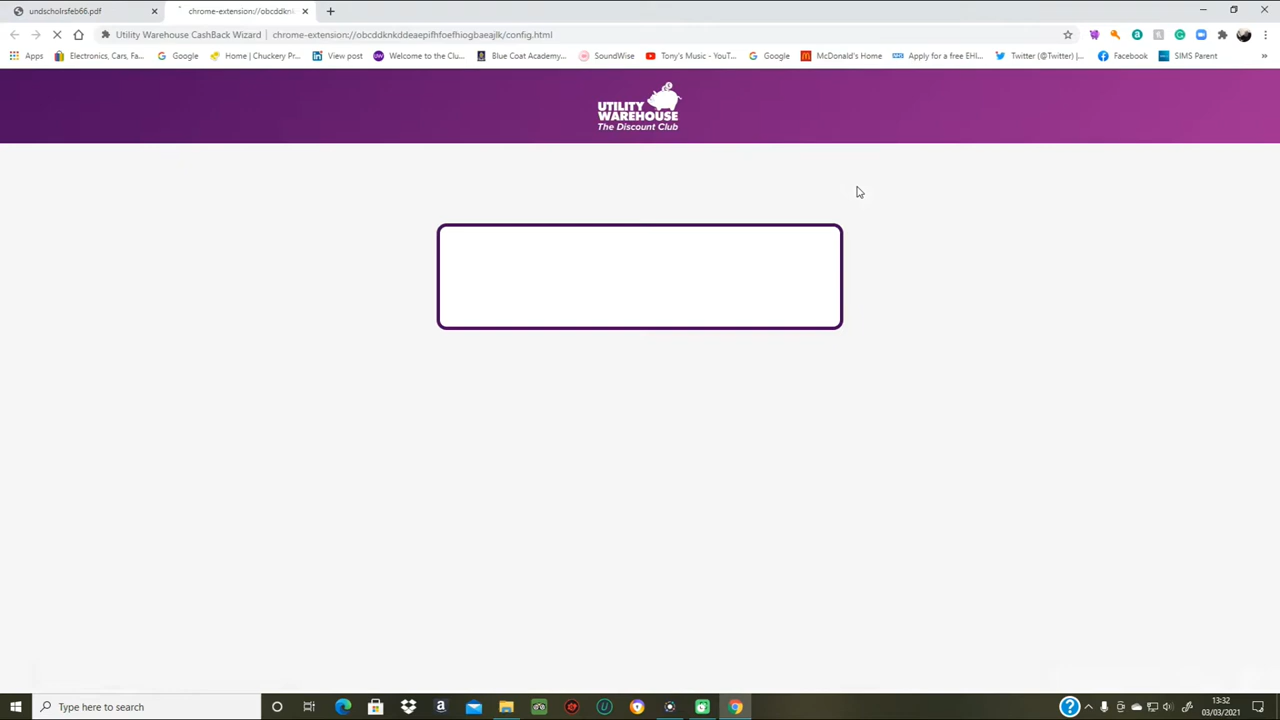 undscholrsfeb66.pdf
chrome-extension://obcddkn
Utility Warehouse CashBack Wizard
chrome-extension://obcddknkddeaepifhfoefhiogbaeajlk/config.html
Apps
Electronics, Cars, Fa...
Google
Home | Chuckery Pr...
View post
Welcome to the Clu...
Blue Coat Academy...
SoundWise
Tony's Music - YouT...
Google
McDonald's Home
Apply for a free EHI...
Twitter (@Twitter) |...
Facebook
SIMS Parent
UTILITY
WAREHOUSE
The Discount Club
Type here to search
13:32
03/03/2021